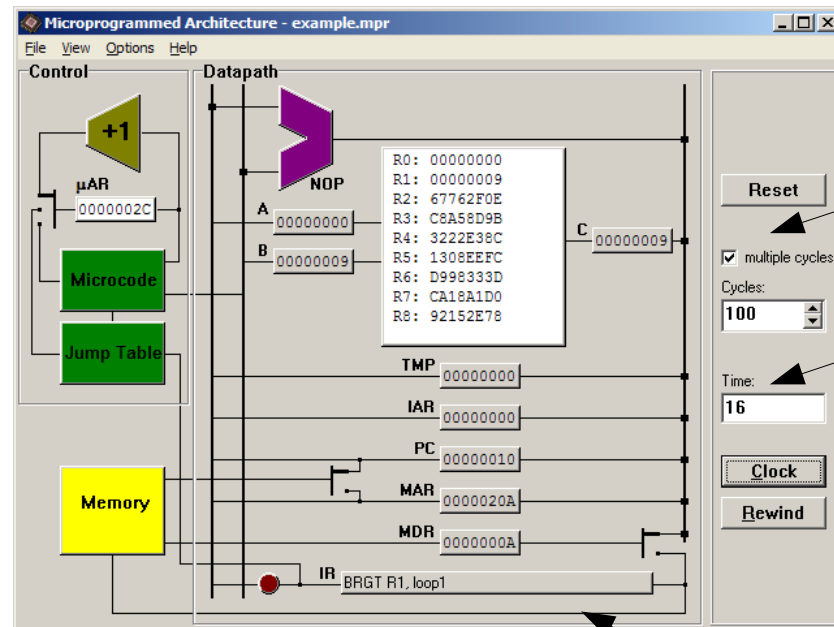 Microprogrammed Architecture - example.mpr
File View Options Help
Control
Datapath
+1
µAR
0000002C
Microcode
Jump Table
Memory
NOP
A
00000000
B
00000009
R0: 00000000
R1: 00000009
R2: 67762F0E
R3: C8A58D9B
R4: 3222E38C
R5: 1308EEFC
R6: D998333D
R7: CA18A1D0
R8: 92152E78
C
00000009
TMP
00000000
IAR
00000000
PC
00000010
MAR
0000020A
MDR
0000000A
IR
BRGT R1, loop1
Reset
multiple cycles
Cycles:
100
Time:
16
Clock
Rewind